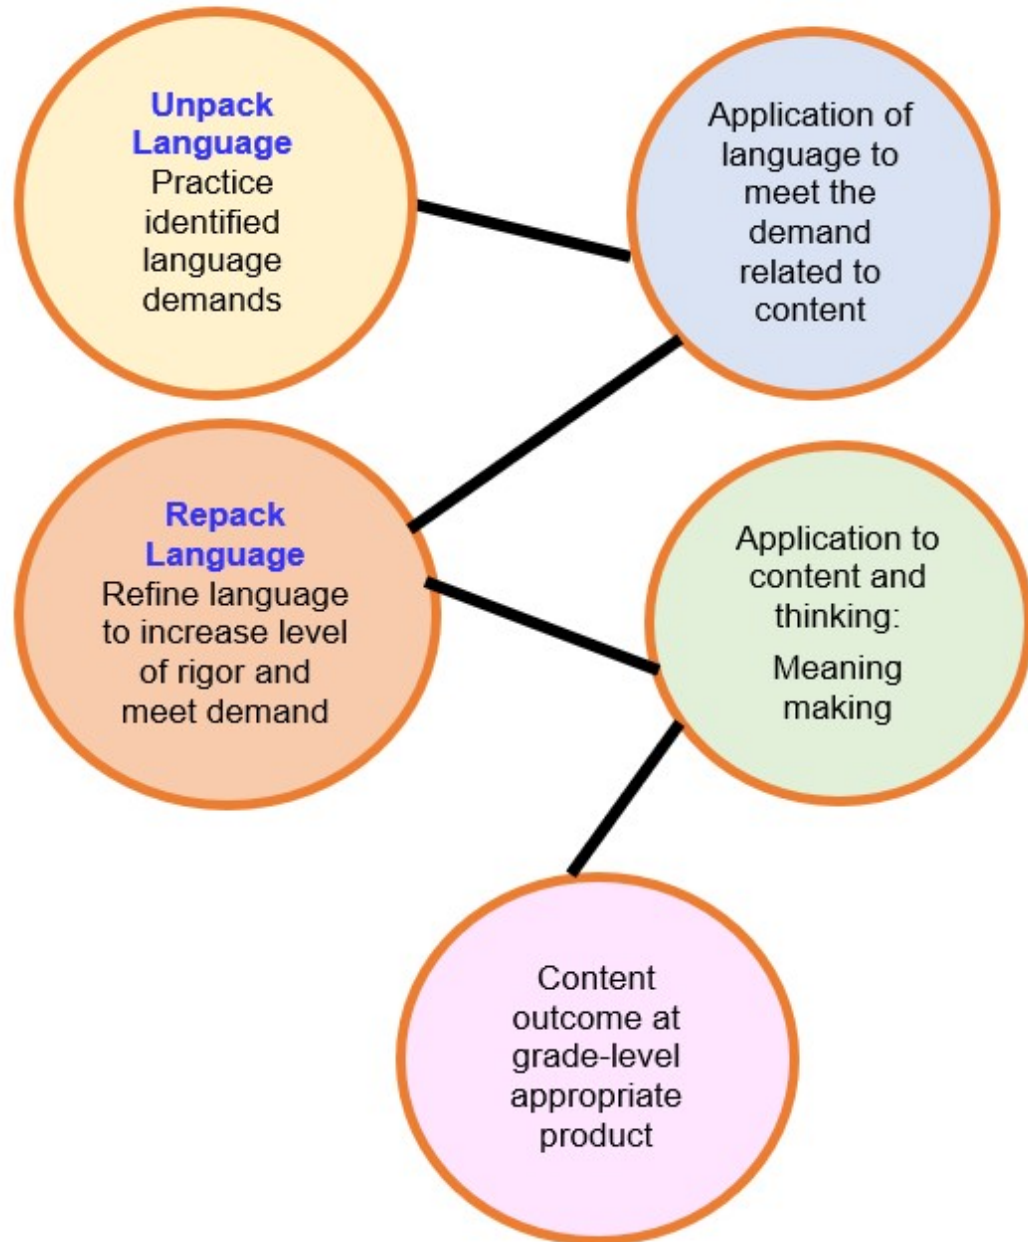 Unpack
Language
Practice
identified
language
demands
Application of
language to
meet the
demand
related to
content
Repack
Language
Refine language
to increase level
of rigor and
meet demand
Application to
content and
thinking:
Meaning
making
Content
outcome at
grade-level
appropriate
product